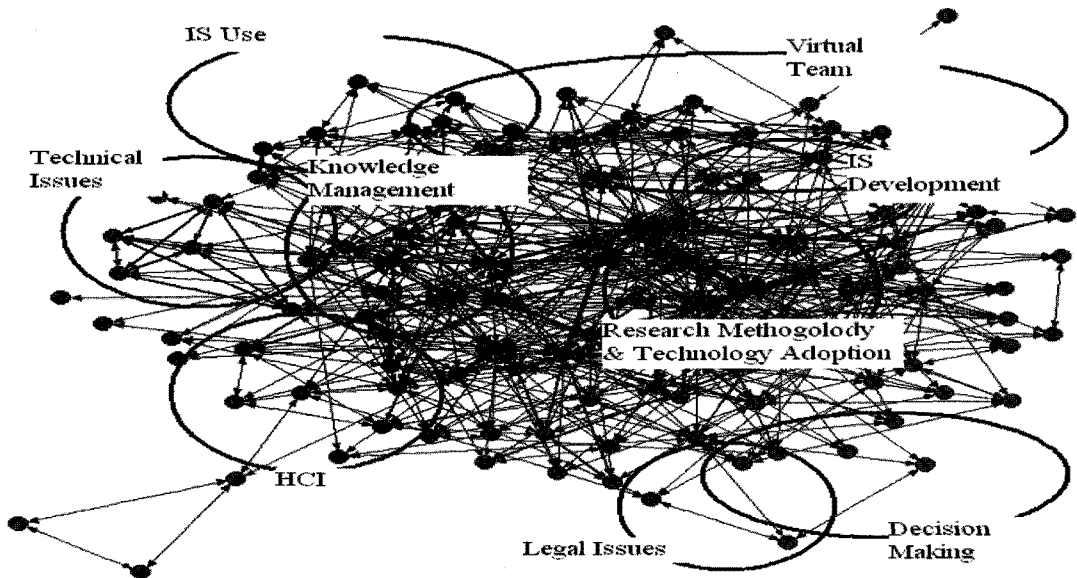 IS Use
Virtual
Team
Technical
Issues
Knowledge
Management
IS
Development
Research Methogolody
& Technology Adoption
HCI
Legal Issues
Decision
Making